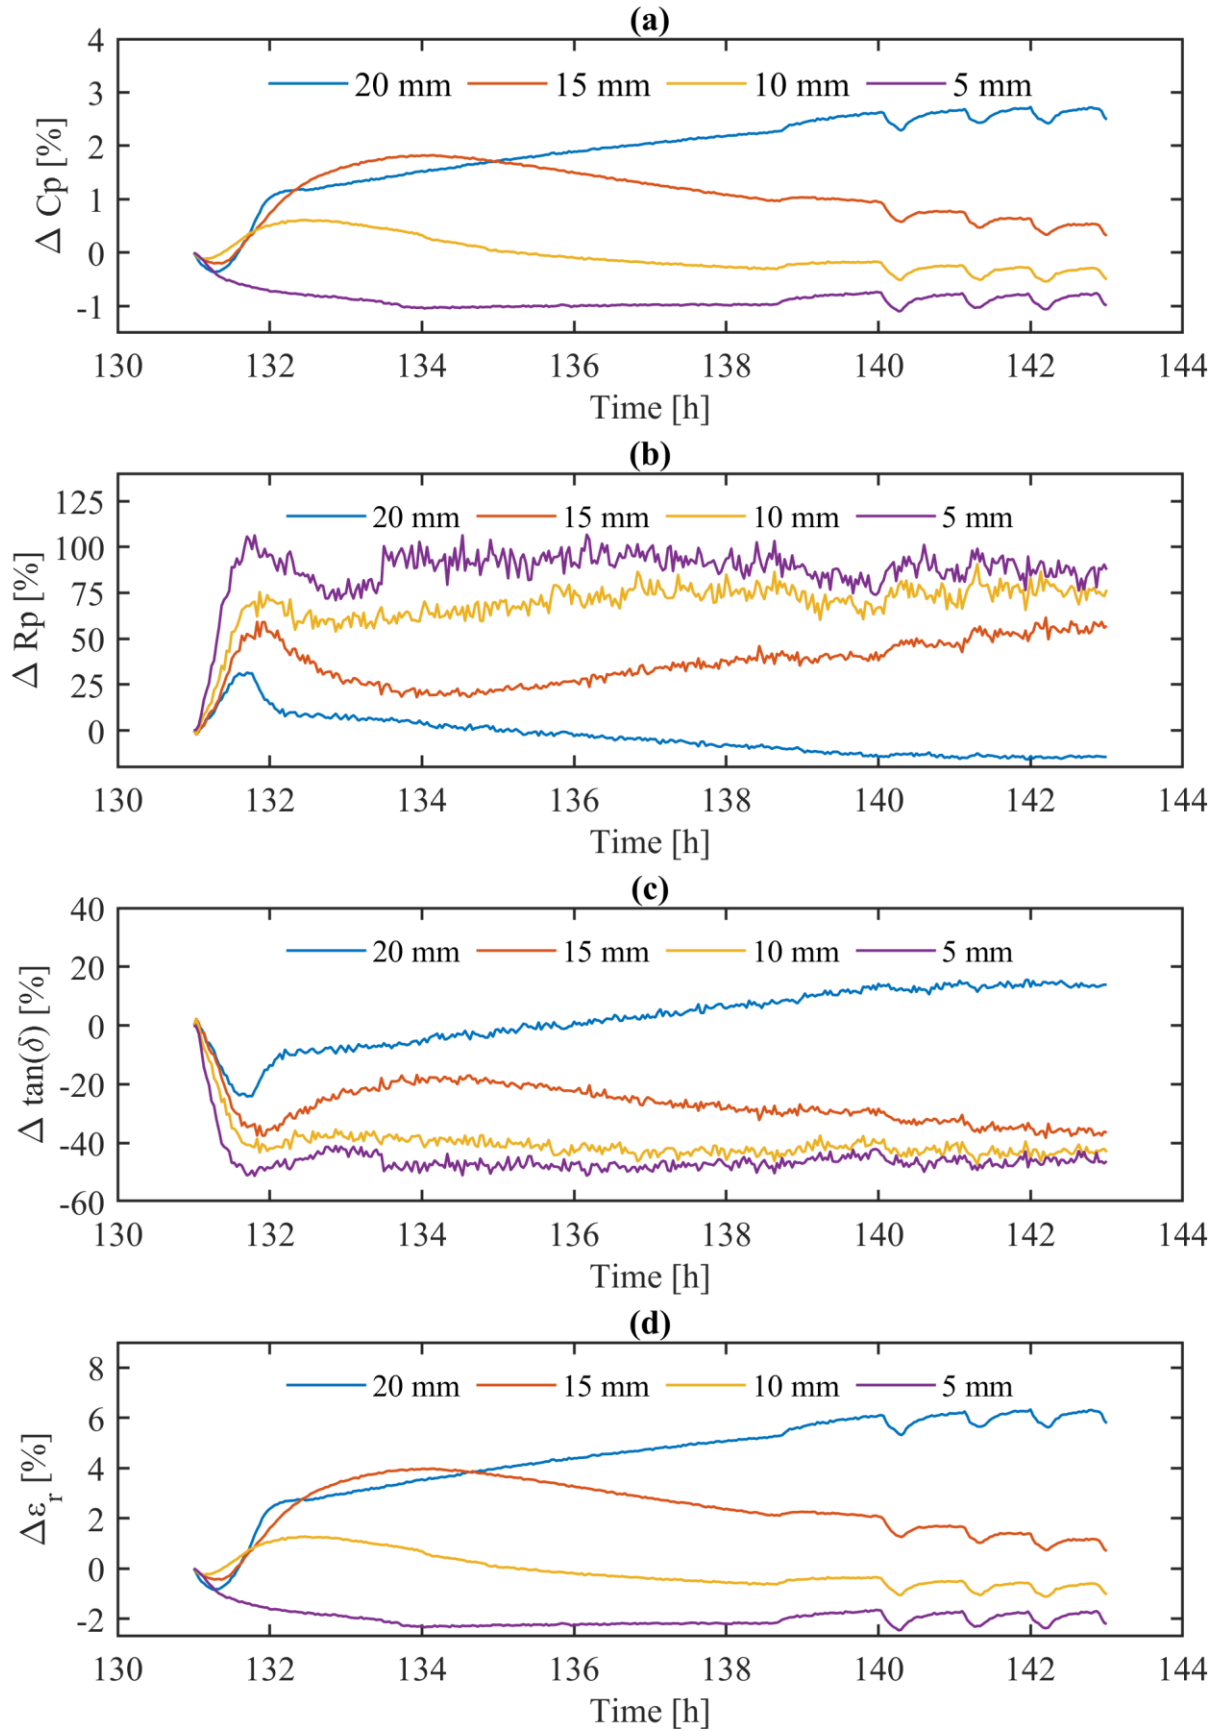 (a)
4
3
2
1
0
-1
Δ Cp [%]
20 mm 15 mm 10 mm 5 mm
130 132 134 136 138 140 142 144
Time [h]
(b)
125
100
75
50
25
0
Δ Rp [%]
20 mm 15 mm 10 mm 5 mm
130 132 134 136 138 140 142 144
Time [h]
(c)
40
20
0
-20
-40
-60
Δ tan(δ) [%]
20 mm 15 mm 10 mm 5 mm
130 132 134 136 138 140 142 144
Time [h]
(d)
8
6
4
2
0
-2
Δε_r [%]
20 mm 15 mm 10 mm 5 mm
130 132 134 136 138 140 142 144
Time [h]